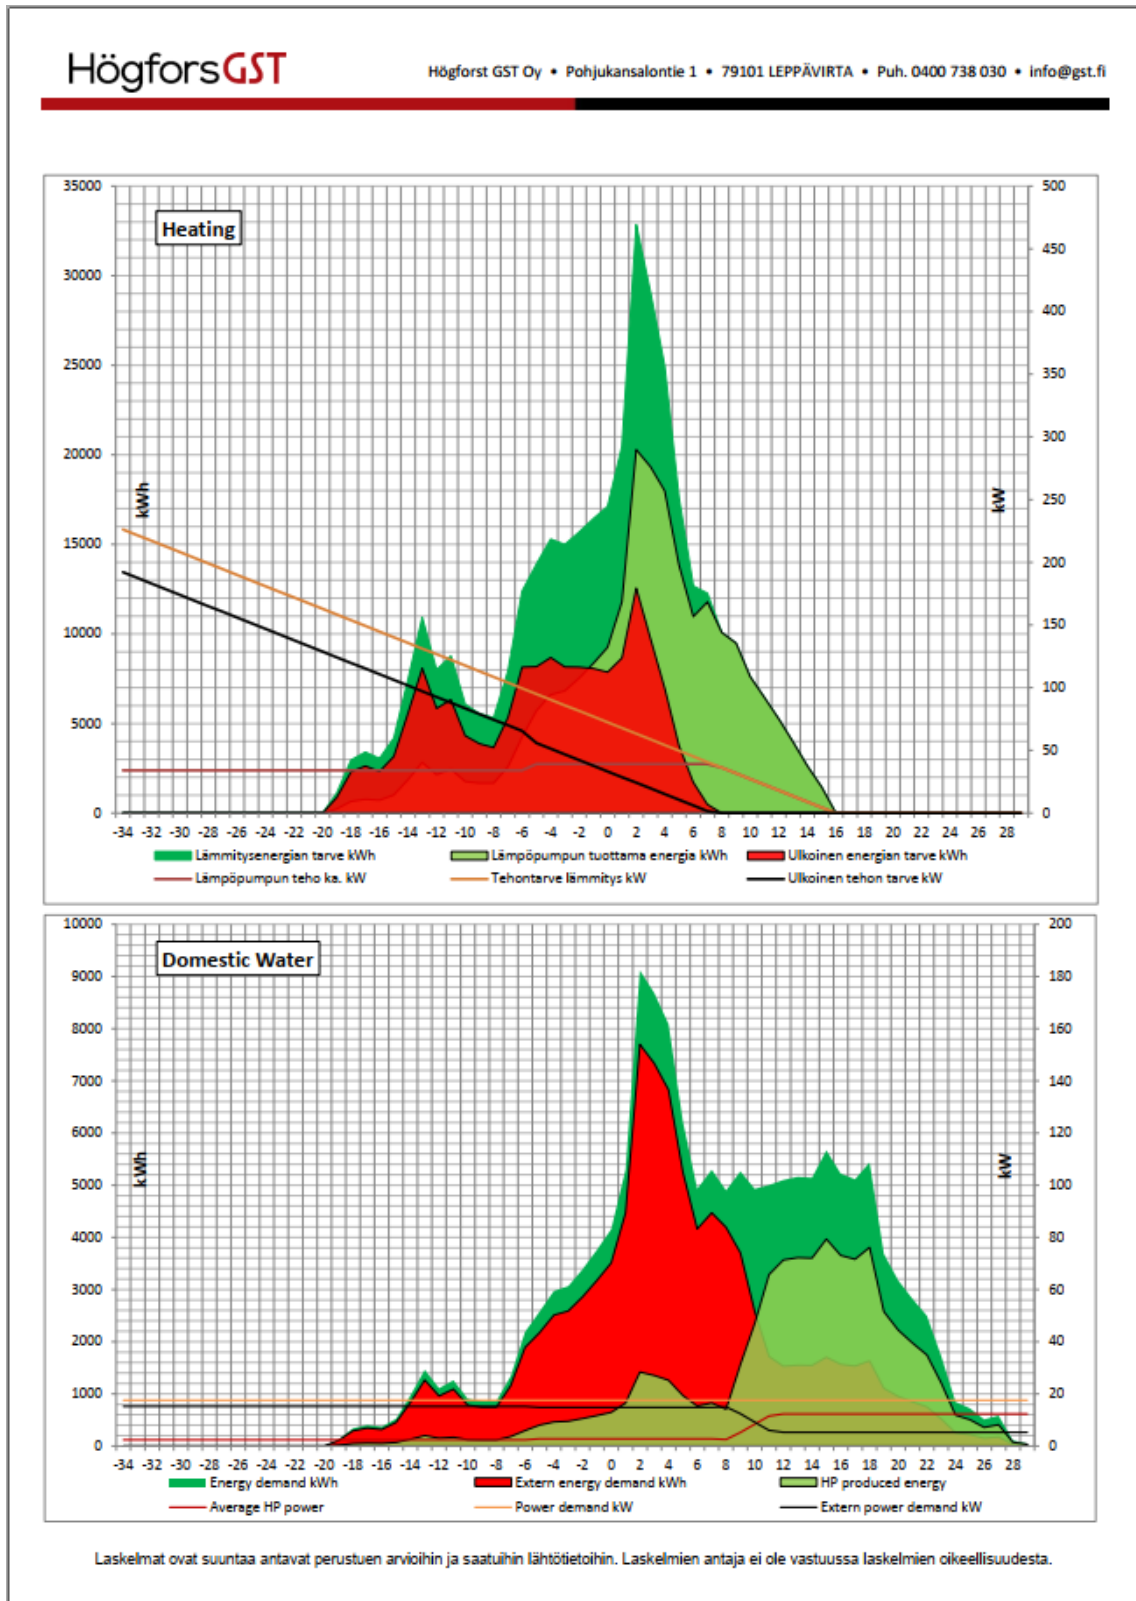 HögforsGST
Högforst GST Oy • Pohjukansalontie 1 • 79101 LEPPÄVIRTA • Puh. 0400 738 030 • info@gst.fi
Heating
35000
30000
25000
20000
15000
10000
5000
0
kWh
500
450
400
350
300
250
200
150
100
50
0
kW
-34 -32 -30 -28 -26 -24 -22 -20 -18 -16 -14 -12 -10 -8 -6 -4 -2 0 2 4 6 8 10 12 14 16 18 20 22 24 26 28
Lämmitysenergian tarve kWh Lämpöpumpun tuottama energia kWh Ulkoinen energian tarve kWh
Lämpöpumpun teho ka. kW Tehontarve lämmitys kW Ulkoinen tehon tarve kW
Domestic Water
10000
9000
8000
7000
6000
5000
4000
3000
2000
1000
0
kWh
200
180
160
140
120
100
80
60
40
20
0
kW
-34 -32 -30 -28 -26 -24 -22 -20 -18 -16 -14 -12 -10 -8 -6 -4 -2 0 2 4 6 8 10 12 14 16 18 20 22 24 26 28
Energy demand kWh Extern energy demand kWh HP produced energy
Average HP power Power demand kW Extern power demand kW
Laskelmat ovat suuntaa antavat perustuen arvioihin ja saatuihin lähtötietoihin. Laskelmien antaja ei ole vastuussa laskelmien oikeellisuudesta.